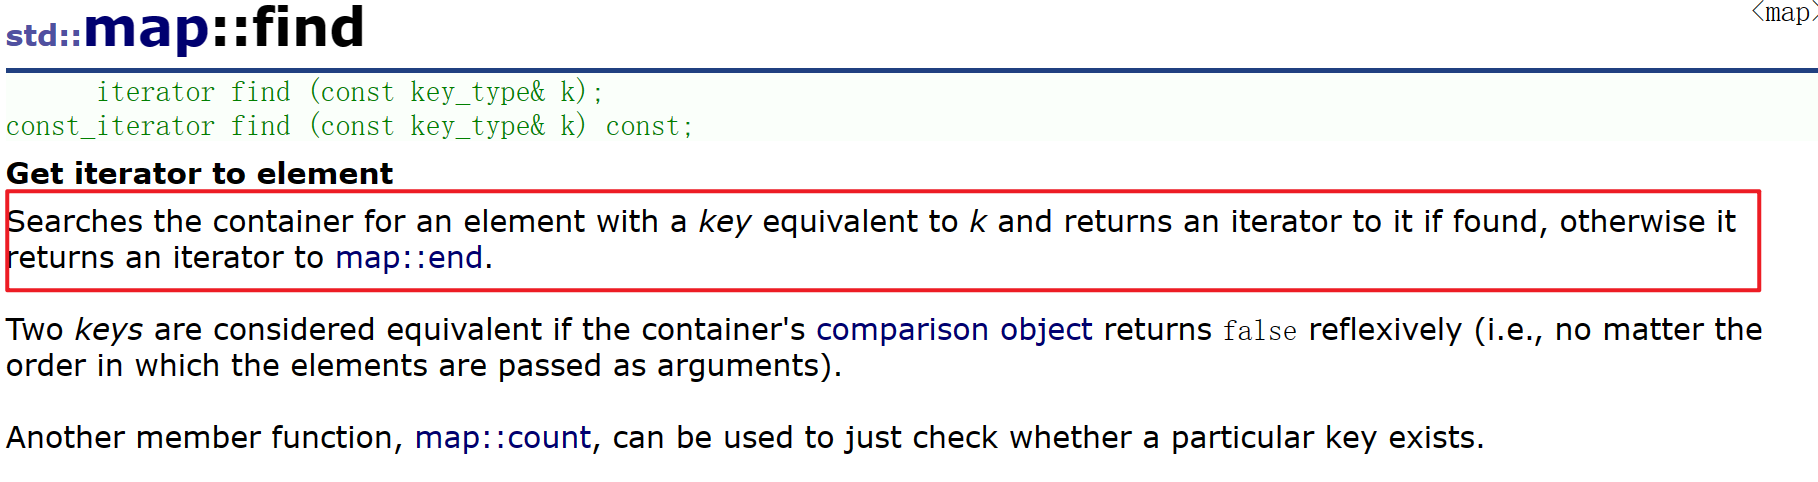 std::map::find
<map>
iterator find (const key_type& k);
const_iterator find (const key_type& k) const;
Get iterator to element
Searches the container for an element with a key equivalent to k and returns an iterator to it if found, otherwise it
returns an iterator to map::end.
Two keys are considered equivalent if the container's comparison object returns false reflexively (i.e., no matter the
order in which the elements are passed as arguments).
Another member function, map::count, can be used to just check whether a particular key exists.